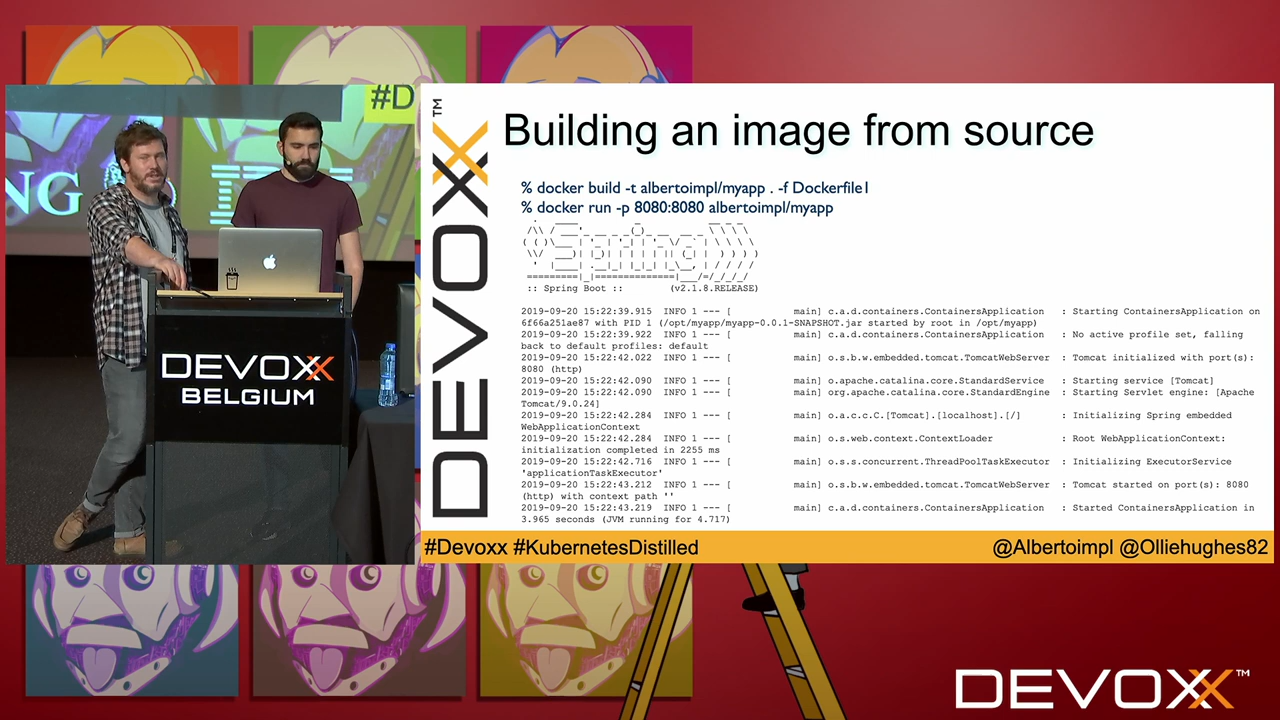 #D
NG
DEVOXX
BELGIUM
DEVOXX™
Building an image from source
% docker build -t albertoimpl/myapp . -f Dockerfile1
% docker run -p 8080:8080 albertoimpl/myapp
Spring
=========|_|==============|___/=/_/_/_/
:: Spring Boot :: (v2.1.8.RELEASE)
2019-09-20 15:22:39.915 INFO 1 --- [ main] c.a.d.containers.ContainersApplication : Starting ContainersApplication on
6f66a251ae87 with PID 1 (/opt/myapp/myapp-0.0.1-SNAPSHOT.jar started by root in /opt/myapp)
2019-09-20 15:22:39.922 INFO 1 --- [ main] c.a.d.containers.ContainersApplication : No active profile set, falling
back to default profiles: default
2019-09-20 15:22:42.022 INFO 1 --- [ main] o.s.b.w.embedded.tomcat.TomcatWebServer : Tomcat initialized with port(s):
8080 (http)
2019-09-20 15:22:42.090 INFO 1 --- [ main] o.apache.catalina.core.StandardService : Starting service [Tomcat]
2019-09-20 15:22:42.090 INFO 1 --- [ main] org.apache.catalina.core.StandardEngine : Starting Servlet engine: [Apache
Tomcat/9.0.24]
2019-09-20 15:22:42.284 INFO 1 --- [ main] o.a.c.c.C.[Tomcat].[localhost].[/] : Initializing Spring embedded
WebApplicationContext
2019-09-20 15:22:42.284 INFO 1 --- [ main] o.s.web.context.ContextLoader : Root WebApplicationContext:
initialization completed in 2255 ms
2019-09-20 15:22:42.716 INFO 1 --- [ main] o.s.s.concurrent.ThreadPoolTaskExecutor : Initializing ExecutorService
'applicationTaskExecutor'
2019-09-20 15:22:43.212 INFO 1 --- [ main] o.s.b.w.embedded.tomcat.TomcatWebServer : Tomcat started on port(s): 8080
(http) with context path ''
2019-09-20 15:22:43.219 INFO 1 --- [ main] c.a.d.containers.ContainersApplication : Started ContainersApplication in
3.965 seconds (JVM running for 4.717)
#Devoxx #KubernetesDistilled
@Albertoimpl @Olliehughes82
DEVOXX™